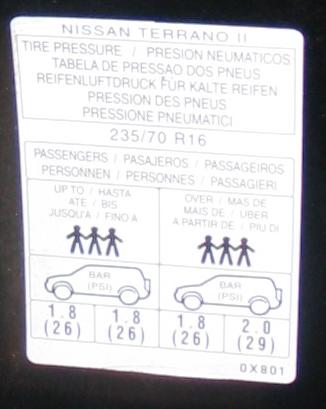 NISSAN TERRANO II
TIRE PRESSURE / PRESION NEUMATICOS
TABELA DE PRESSAO DOS PNEUS
REIFENLUFTDRUCK FÜR KALTE REIFEN
PRESSION DES PNEUS
PRESSIONE PNEUMATICI
235/70 R16
PASSENGERS / PASAJEROS / PASSAGEIROS
PERSONNEN / PERSONNES / PASSAGIERI
UP TO / HASTA
ATE / BIS
JUSQU'A / FINO A
OVER / MAS DE
MAIS DE / UBER
A PARTIR DE / PIU DI
BAR
(PSI)
BAR
(PSI)
1.8 1.8 1.8 2.0
(26) (26) (26) (29)
0X801